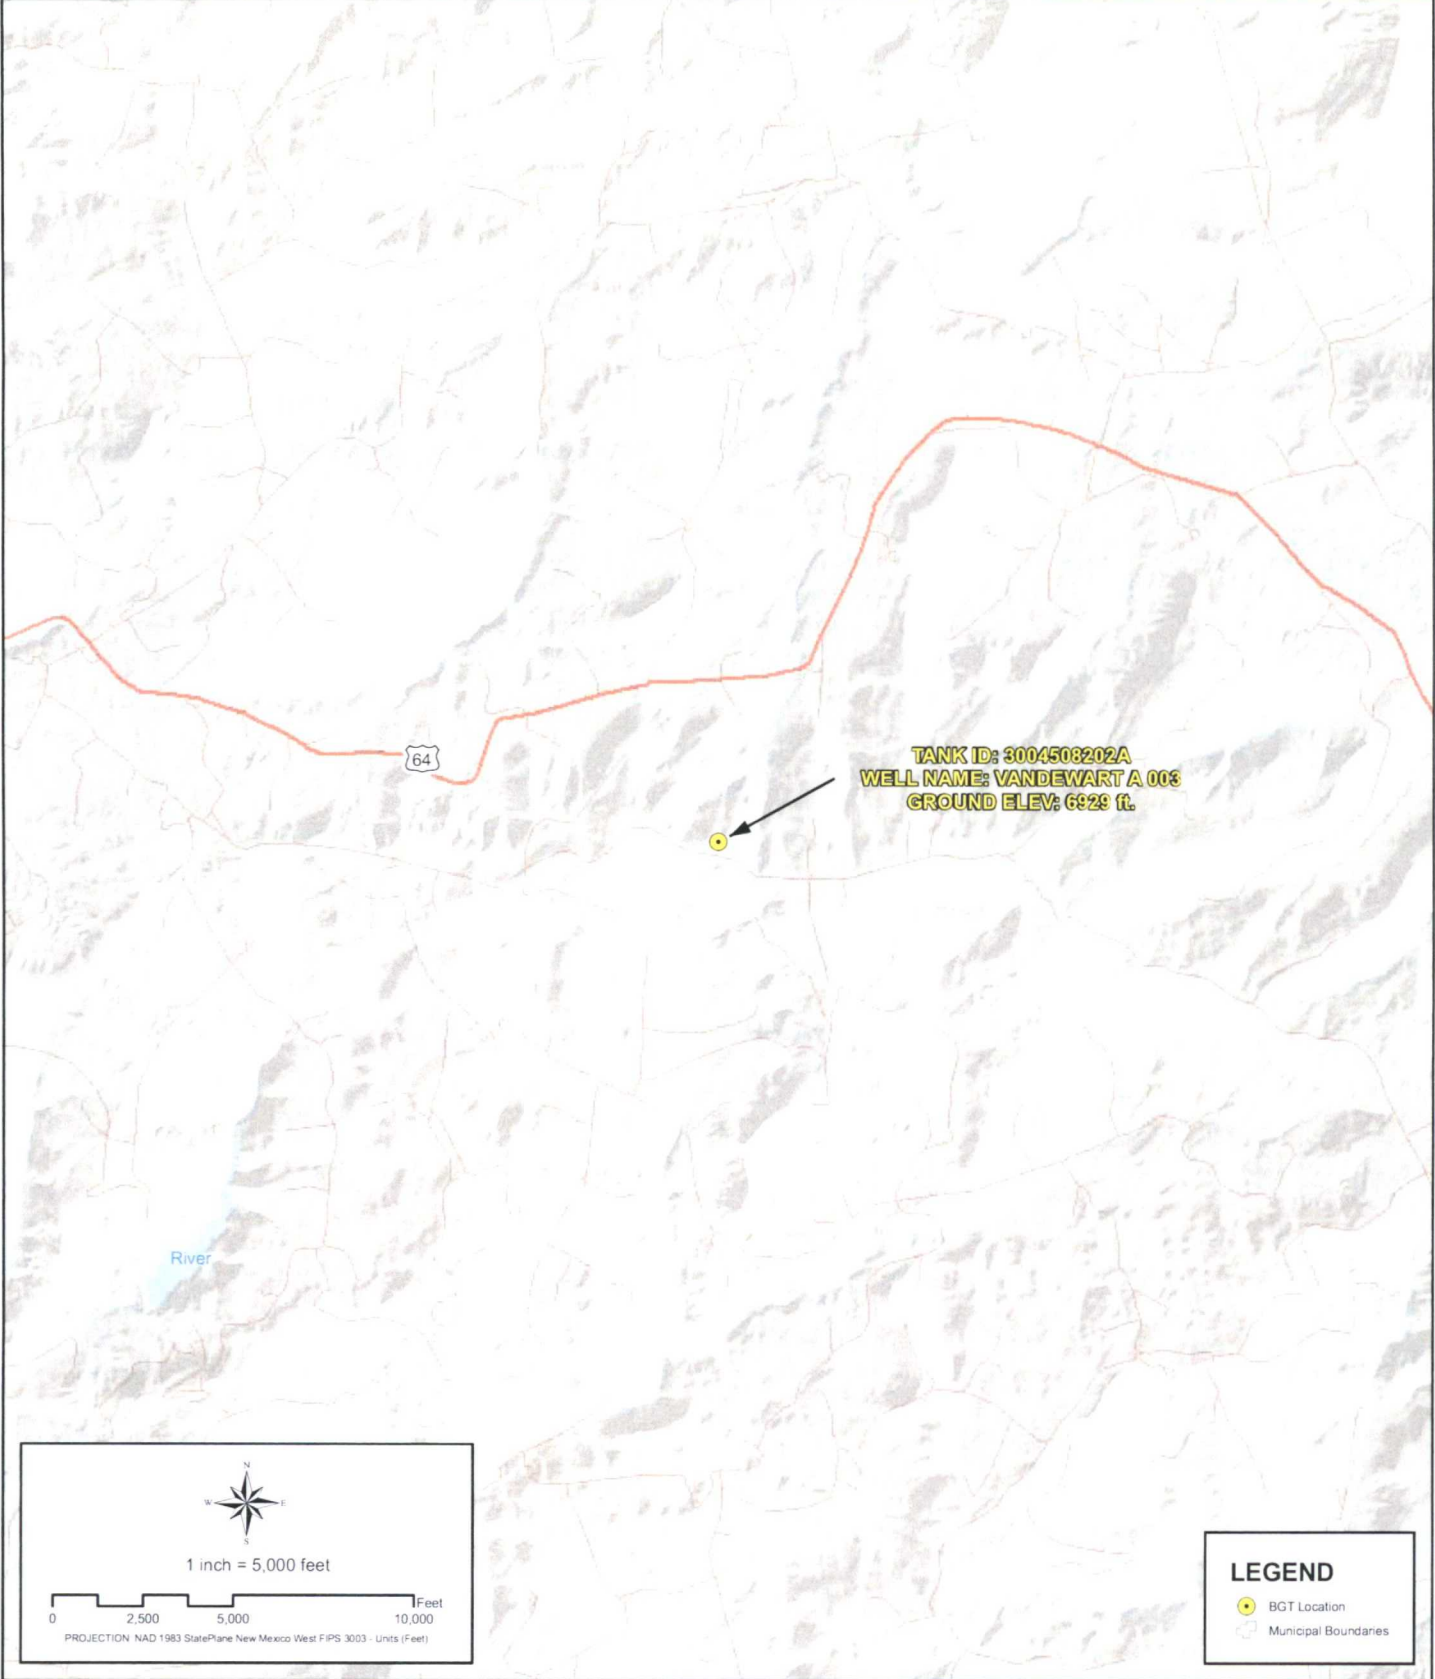 64
TANK ID: 3004508202A
WELL NAME: VANDEWART A 003
GROUND ELEV: 6929 ft.
River
N
W E
S
1 inch = 5,000 feet
Feet
0 2,500 5,000 10,000
PROJECTION: NAD 1983 StatePlane New Mexico West FIPS 3003 - Units (Feet)
LEGEND
BGT Location
Municipal Boundaries